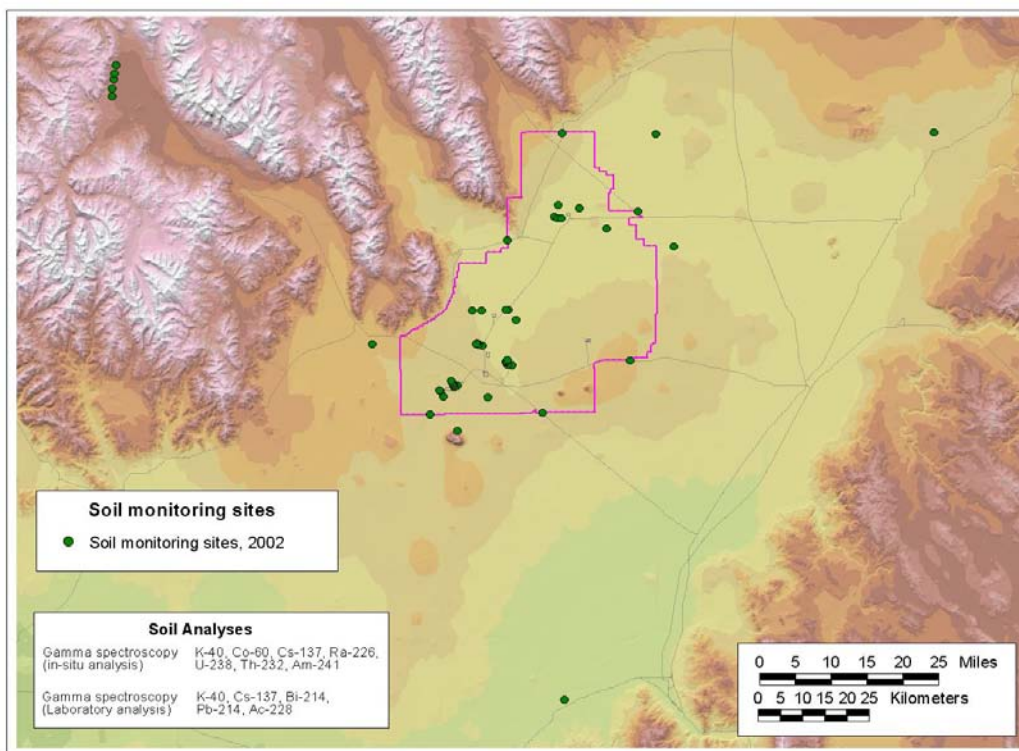 Soil monitoring sites
Soil monitoring sites, 2002
Soil Analyses
Gamma spectroscopy K-40, Co-60, Cs-137, Ra-226,
(in-situ analysis) U-238, Th-232, Am-241
Gamma spectroscopy K-40, Cs-137, Bi-214,
(Laboratory analysis) Pb-214, Ac-228
0 5 10 15 20 25 Miles
0 5 10 15 20 25 Kilometers